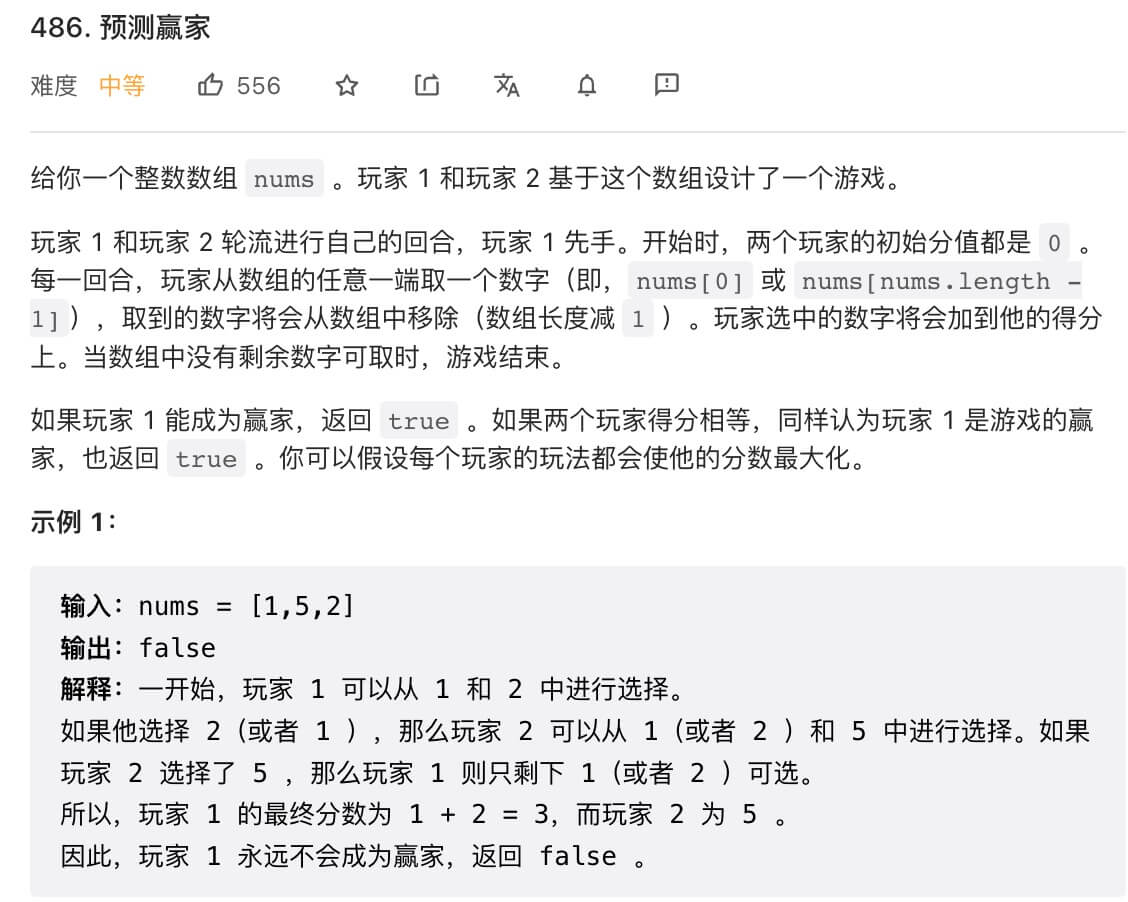 486. 预测赢家
难度 中等 556
给你一个整数数组 nums 。玩家 1 和玩家 2 基于这个数组设计了一个游戏。
玩家 1 和玩家 2 轮流进行自己的回合，玩家 1 先手。开始时，两个玩家的初始分值都是 0 。
每一回合，玩家从数组的任意一端取一个数字（即，nums[0] 或 nums[nums.length -
1]），取到的数字将会从数组中移除（数组长度减 1 ）。玩家选中的数字将会加到他的得分
上。当数组中没有剩余数字可取时，游戏结束。
如果玩家 1 能成为赢家，返回 true 。如果两个玩家得分相等，同样认为玩家 1 是游戏的赢
家，也返回 true 。你可以假设每个玩家的玩法都会使他的分数最大化。
示例 1：
输入：nums = [1,5,2]
输出：false
解释：一开始，玩家 1 可以从 1 和 2 中进行选择。
如果他选择 2（或者 1 ），那么玩家 2 可以从 1（或者 2 ）和 5 中进行选择。如果
玩家 2 选择了 5 ，那么玩家 1 则只剩下 1（或者 2 ）可选。
所以，玩家 1 的最终分数为 1 + 2 = 3，而玩家 2 为 5 。
因此，玩家 1 永远不会成为赢家，返回 false 。